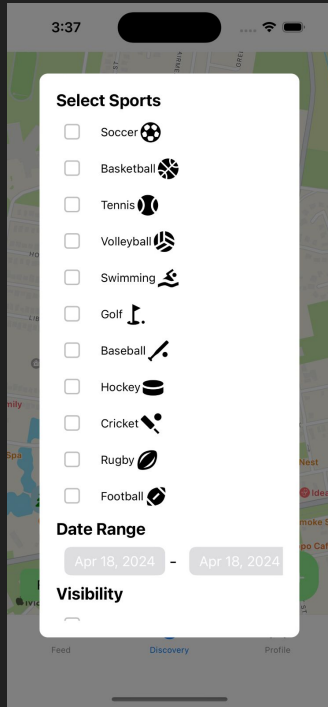 3:37
Select Sports
Soccer
Basketball
Tennis
Volleyball
Swimming
Golf
Baseball
Hockey
Cricket
Rugby
Football
Date Range
Apr 18, 2024 - Apr 18, 2024
Visibility
Feed
Discovery
Profile